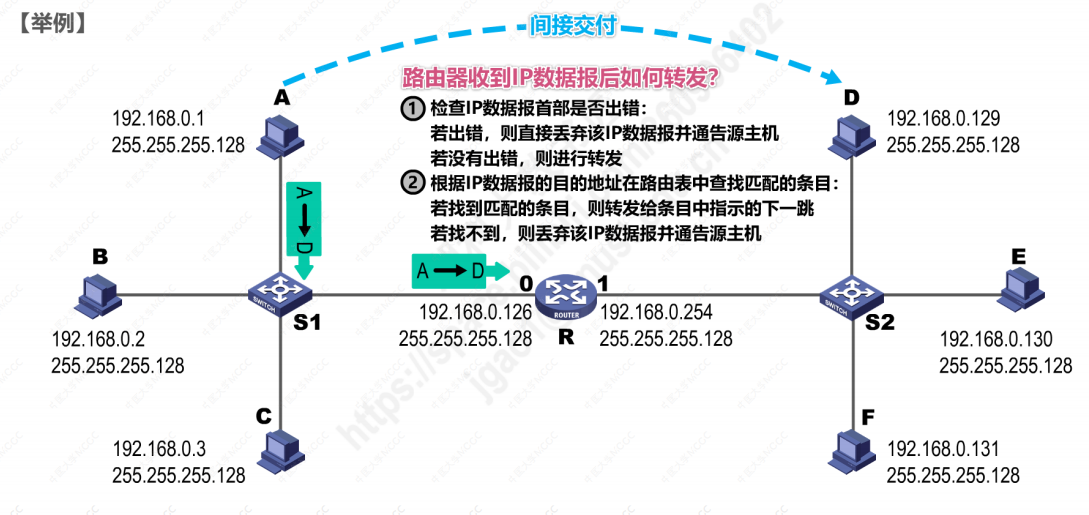 【举例】
间接交付
路由器收到IP数据报后如何转发?
① 检查IP数据报首部是否出错：
若出错，则直接丢弃该IP数据报并通告源主机
若没有出错，则进行转发
② 根据IP数据报的目的地址在路由表中查找匹配的条目：
若找到匹配的条目，则转发给条目中指示的下一跳
若找不到，则丢弃该IP数据报并通告源主机
A
192.168.0.1
255.255.255.128
D
192.168.0.129
255.255.255.128
A
D
B
192.168.0.2
255.255.255.128
SWITCH
S1
A D
0
1
ROUTER
R
192.168.0.126
255.255.255.128
192.168.0.254
255.255.255.128
SWITCH
S2
E
192.168.0.130
255.255.255.128
C
192.168.0.3
255.255.255.128
F
192.168.0.131
255.255.255.128